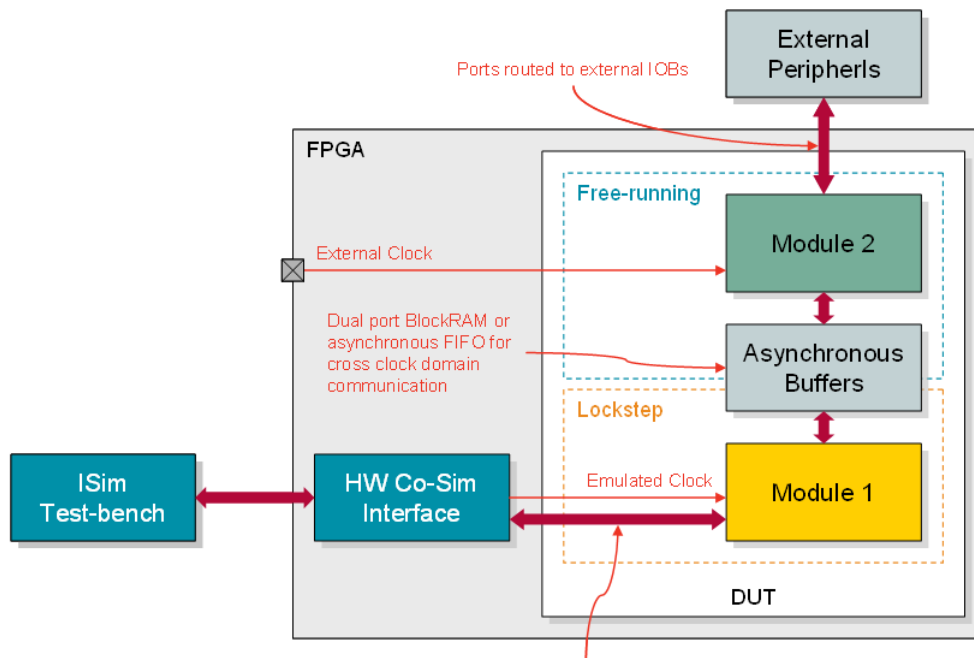 External
Peripherls
Ports routed to external IOBs
FPGA
Free-running
Module 2
External Clock
Dual port BlockRAM or
asynchronous FIFO for
cross clock domain
communication
Asynchronous
Buffers
Lockstep
ISim
Test-bench
HW Co-Sim
Interface
Emulated Clock
Module 1
DUT